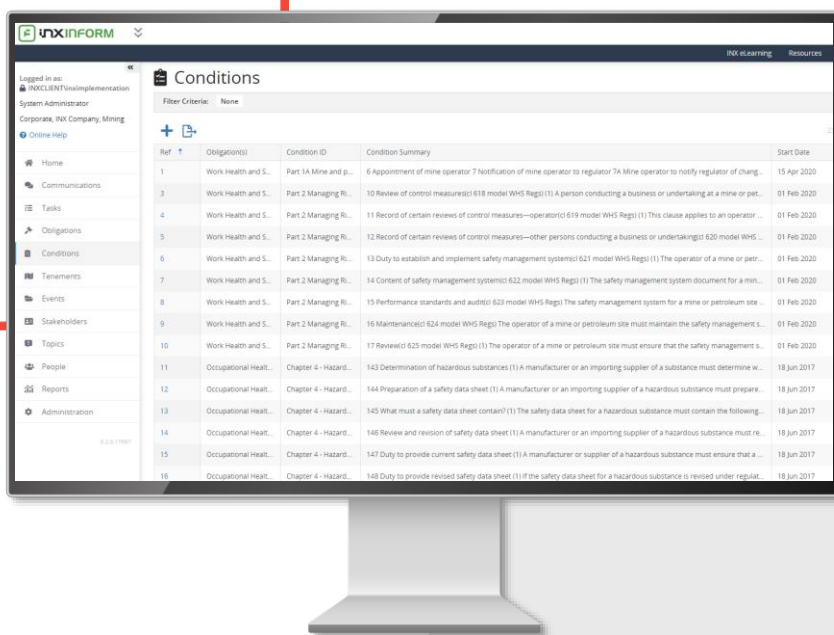 INXINFORM
INX eLearning Resources
Logged in as:
INXCLIENT\inximplementation
System Administrator
Corporate, INX Company, Mining
Online Help
Home
Communications
Tasks
Obligations
Conditions
Tenements
Events
Stakeholders
Topics
People
Reports
Administration
Conditions
Filter Criteria: None
Ref Obligation(s) Condition ID Condition Summary Start Date
1 Work Health and S... Part 1A Mine and p... 6 Appointment of mine operator 7 Notification of mine operator to regulator 7A Mine operator to notify regulator of chang... 15 Apr 2020
3 Work Health and S... Part 2 Managing Ri... 10 Review of control measures(cl 618 model WHS Regs) (1) A person conducting a business or undertaking at a mine or pet... 01 Feb 2020
4 Work Health and S... Part 2 Managing Ri... 11 Record of certain reviews of control measures—operator(cl 619 model WHS Regs) (1) This clause applies to an operator ... 01 Feb 2020
5 Work Health and S... Part 2 Managing Ri... 12 Record of certain reviews of control measures—other persons conducting a business or undertaking(cl 620 model WHS ... 01 Feb 2020
6 Work Health and S... Part 2 Managing Ri... 13 Duty to establish and implement safety management system(cl 621 model WHS Regs) (1) The operator of a mine or petr... 01 Feb 2020
7 Work Health and S... Part 2 Managing Ri... 14 Content of safety management system(cl 622 model WHS Regs) (1) The safety management system document for a min... 01 Feb 2020
8 Work Health and S... Part 2 Managing Ri... 15 Performance standards and audit(cl 623 model WHS Regs) The safety management system for a mine or petroleum site ... 01 Feb 2020
9 Work Health and S... Part 2 Managing Ri... 16 Maintenance(cl 624 model WHS Regs) The operator of a mine or petroleum site must maintain the safety management s... 01 Feb 2020
10 Work Health and S... Part 2 Managing Ri... 17 Review(cl 625 model WHS Regs) (1) The operator of a mine or petroleum site must ensure that the safety management s... 01 Feb 2020
11 Occupational Healt... Chapter 4 - Hazard... 143 Determination of hazardous substances (1) A manufacturer or an importing supplier of a substance must determine w... 18 Jun 2017
12 Occupational Healt... Chapter 4 - Hazard... 144 Preparation of a safety data sheet (1) A manufacturer or an importing supplier of a hazardous substance must prepare... 18 Jun 2017
13 Occupational Healt... Chapter 4 - Hazard... 145 What must a safety data sheet contain? (1) The safety data sheet for a hazardous substance must contain the following... 18 Jun 2017
14 Occupational Healt... Chapter 4 - Hazard... 146 Review and revision of safety data sheet (1) A manufacturer or an importing supplier of a hazardous substance must re... 18 Jun 2017
15 Occupational Healt... Chapter 4 - Hazard... 147 Duty to provide current safety data sheet (1) A manufacturer or supplier of a hazardous substance must ensure that a ... 18 Jun 2017
16 Occupational Healt... Chapter 4 - Hazard... 148 Duty to provide revised safety data sheet (1) If the safety data sheet for a hazardous substance is revised under regulat... 18 Jun 2017